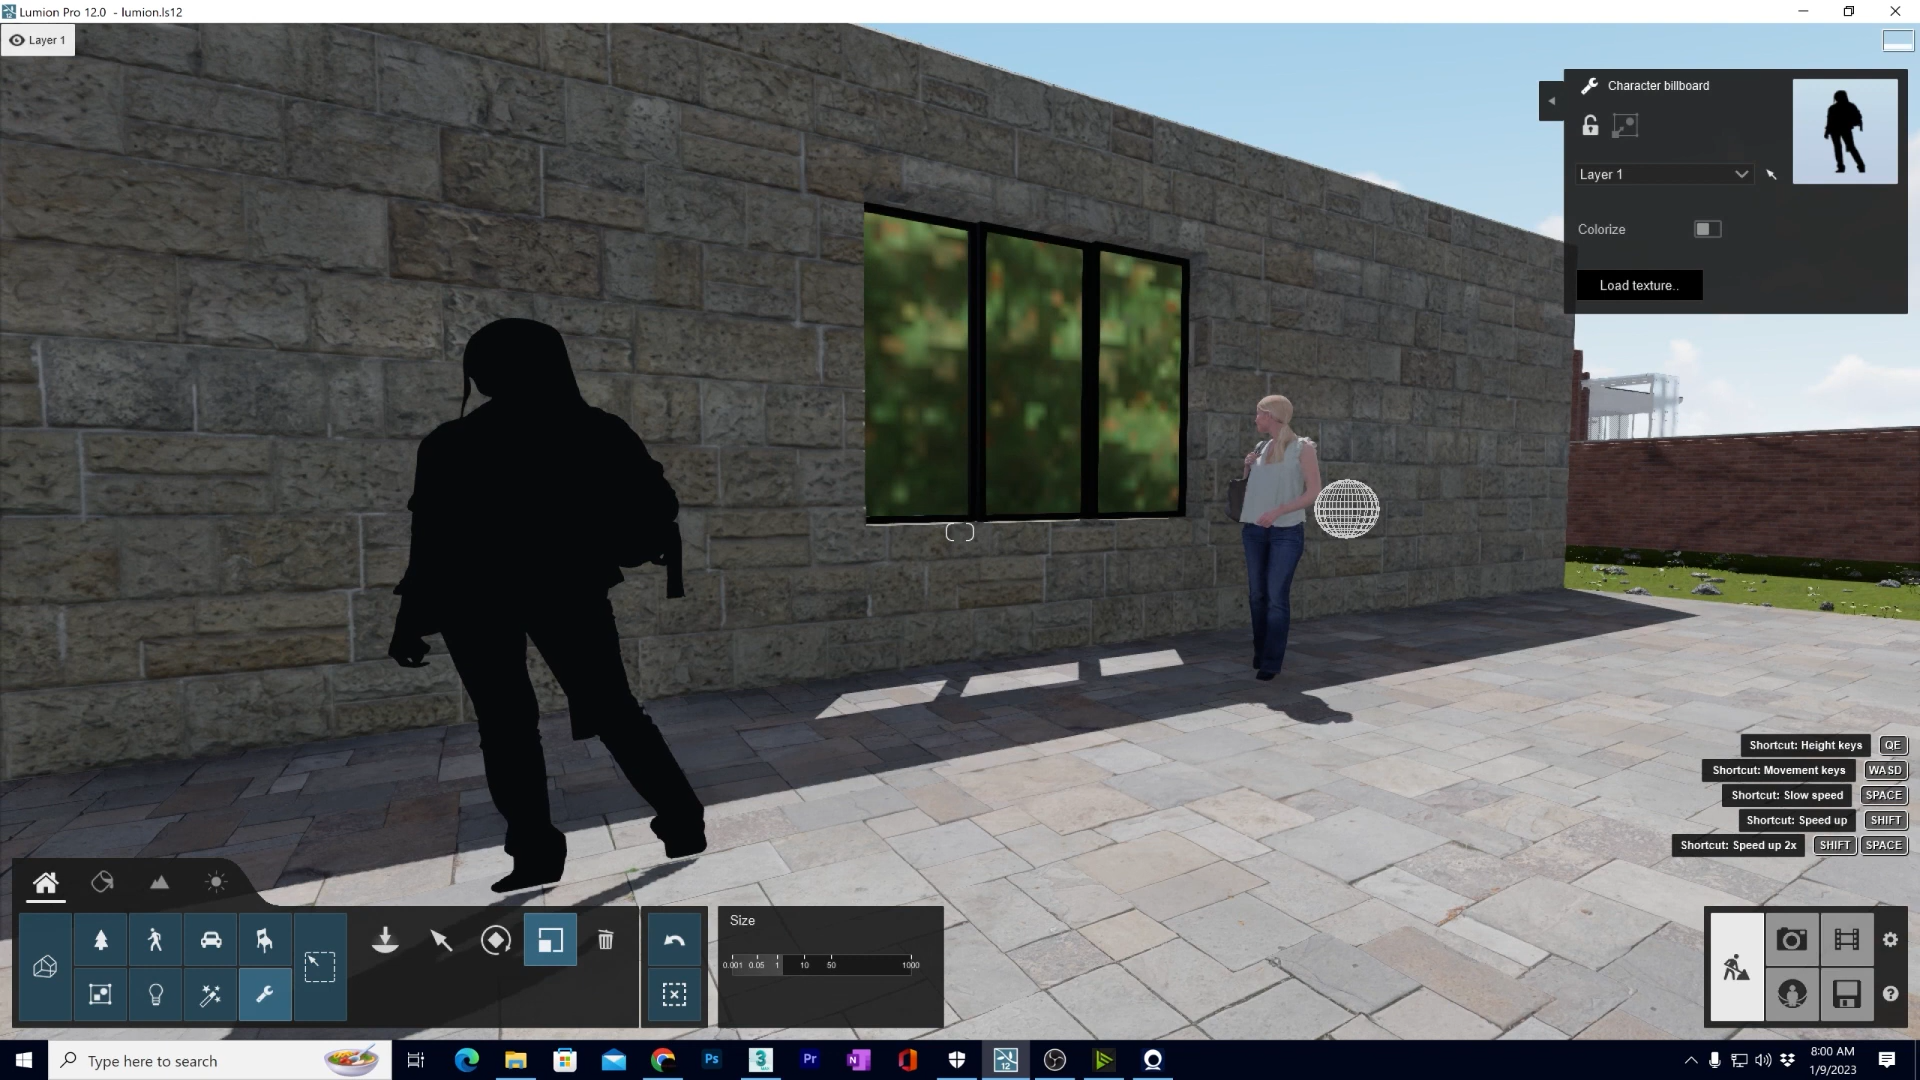 Lumion Pro 12.0 - lumion.ls12
Layer 1
Character billboard
Layer 1
Colorize
Load texture..
Shortcut: Height keys QE
Shortcut: Movement keys WASD
Shortcut: Slow speed SPACE
Shortcut: Speed up SHIFT
Shortcut: Speed up 2x SHIFT SPACE
Size
0.001 0.05 1 10 50 1000
Type here to search
Ps
3
Pr
N
12
8:00 AM
1/9/2023